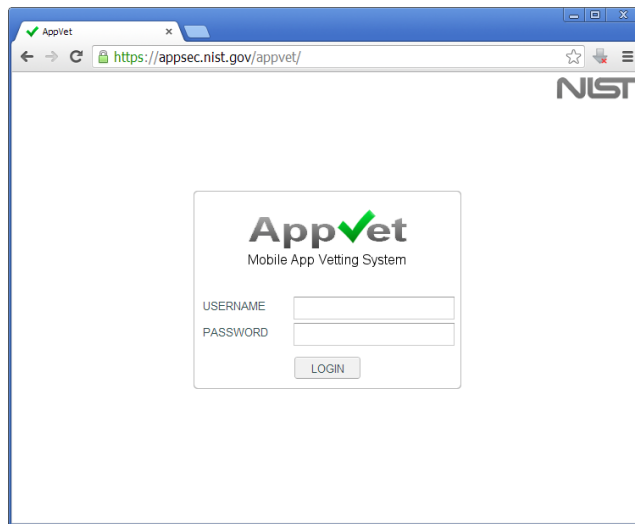 AppVet
https://appsec.nist.gov/appvet/
NIST
AppVet
Mobile App Vetting System
USERNAME
PASSWORD
LOGIN